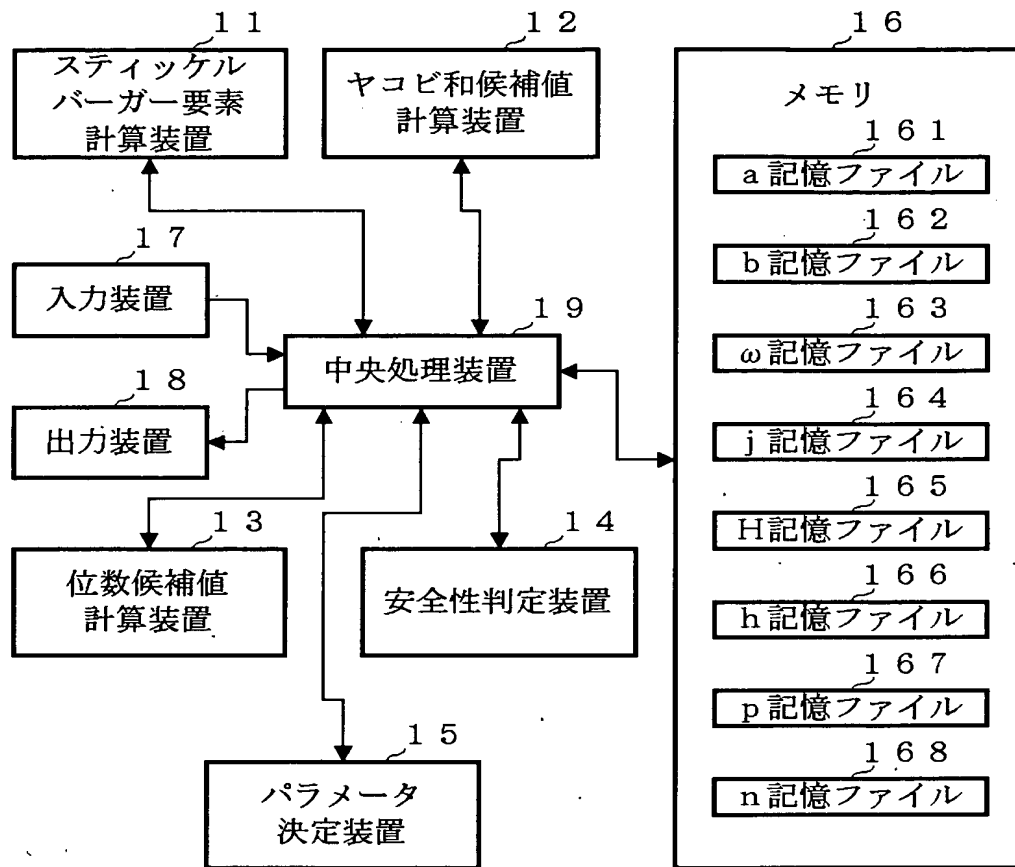 １１
スティッケル
バーガー要素
計算装置
１２
ヤコビ和候補値
計算装置
１６
メモリ
１６１
a記憶ファイル
１６２
b記憶ファイル
１６３
ω記憶ファイル
１６４
j記憶ファイル
１６５
H記憶ファイル
１６６
h記憶ファイル
１６７
p記憶ファイル
１６８
n記憶ファイル
１７
入力装置
１９
中央処理装置
１８
出力装置
１３
位数候補値
計算装置
１４
安全性判定装置
１５
パラメータ
決定装置